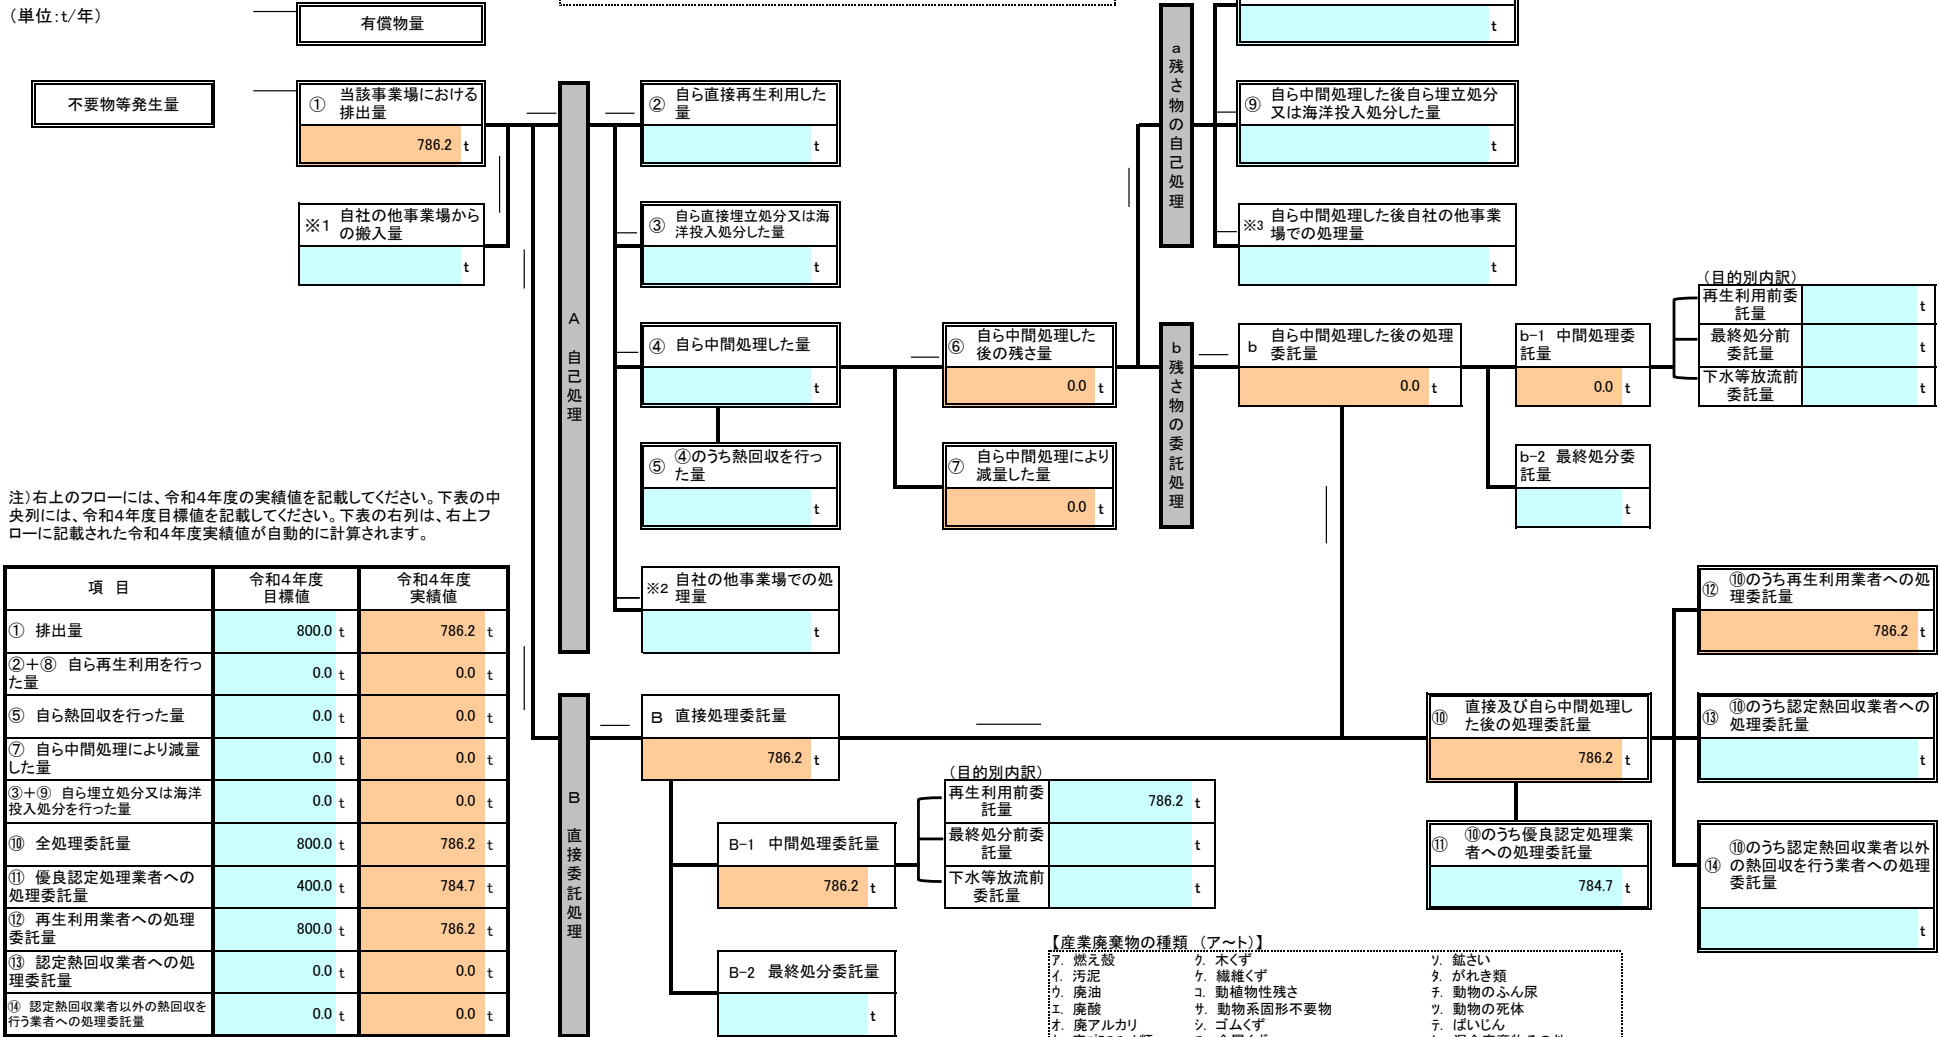 （単位:t/年）
有償物量
t
不要物等発生量
① 当該事業場における
排出量
786.2 t
② 自ら直接再生利用した
量
t
a
残さ物の自己処理
⑨ 自ら中間処理した後自ら埋立処分
又は海洋投入処分した量
t
※1 自社の他事業場から
の搬入量
t
③ 自ら直接埋立処分又は海
洋投入処分した量
t
※3 自ら中間処理した後自社の他事業
場での処理量
t
A
自己処理
④ 自ら中間処理した量
t
⑥ 自ら中間処理した
後の残さ量
0.0 t
b
残さ物の委託処理
b 自ら中間処理した後の処理
委託量
0.0 t
b-1 中間処理委
託量
0.0 t
（目的別内訳）
再生利用前委
託量
t
最終処分前
委託量
t
下水等放流前
委託量
t
⑤ ④のうち熱回収を行っ
た量
t
⑦ 自ら中間処理により
減量した量
0.0 t
b-2 最終処分委
託量
t
注）右上のフローには、令和４年度の実績値を記載してください。下表の中
央列には、令和４年度目標値を記載してください。下表の右列は、右上フ
ローに記載された令和４年度実績値が自動的に計算されます。
※2 自社の他事業場での処
理量
t
項 目
令和４年度
目標値
令和４年度
実績値
① 排出量 800.0 t 786.2 t
②＋⑧ 自ら再生利用を行っ
た量 0.0 t 0.0 t
⑤ 自ら熱回収を行った量 0.0 t 0.0 t
⑦ 自ら中間処理により減量
した量 0.0 t 0.0 t
③＋⑨ 自ら埋立処分又は海洋
投入処分を行った量 0.0 t 0.0 t
⑩ 全処理委託量 800.0 t 786.2 t
⑪ 優良認定処理業者への
処理委託量 400.0 t 784.7 t
⑫ 再生利用業者への処理
委託量 800.0 t 786.2 t
⑬ 認定熱回収業者への処
理委託量 0.0 t 0.0 t
⑭ 認定熱回収業者以外の熱回収を
行う業者への処理委託量 0.0 t 0.0 t
B
直接委託処理
B 直接処理委託量
786.2 t
B-1 中間処理委託量
786.2 t
B-2 最終処分委託量
t
（目的別内訳）
再生利用前委
託量
786.2 t
最終処分前委
託量
t
下水等放流前
委託量
t
⑩ 直接及び自ら中間処理し
た後の処理委託量
786.2 t
⑪ ⑩のうち優良認定処理業
者への処理委託量
784.7 t
⑫ ⑩のうち再生利用業者への処
理委託量
786.2 t
⑬ ⑩のうち認定熱回収業者への
処理委託量
t
⑭ ⑩のうち認定熱回収業者以外
の熱回収を行う業者への処理
委託量
t
【産業廃棄物の種類 （ア～ト）】
ア. 燃え殻 ク. 木くず ソ. 鉱さい
イ. 汚泥 ケ. 繊維くず タ. がれき類
ウ. 廃油 コ. 動植物性残さ チ. 動物のふん尿
エ. 廃酸 サ. 動物系固形不要物 ツ. 動物の死体
オ. 廃アルカリ シ. ゴムくず テ. ばいじん